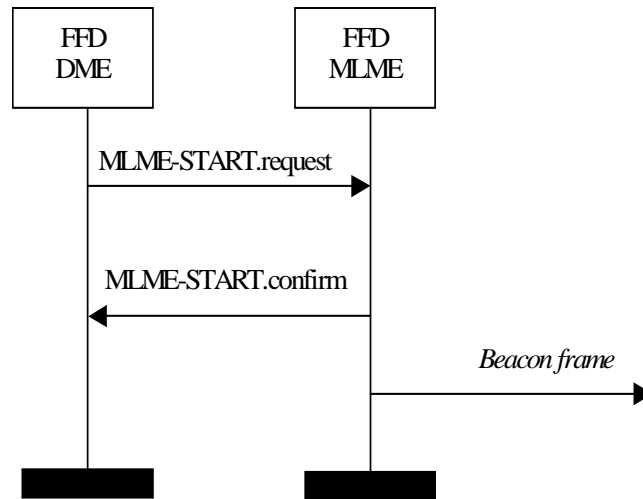 FFD
DME
FFD
MLME
MLME-START.request
MLME-START.confirm
Beacon frame